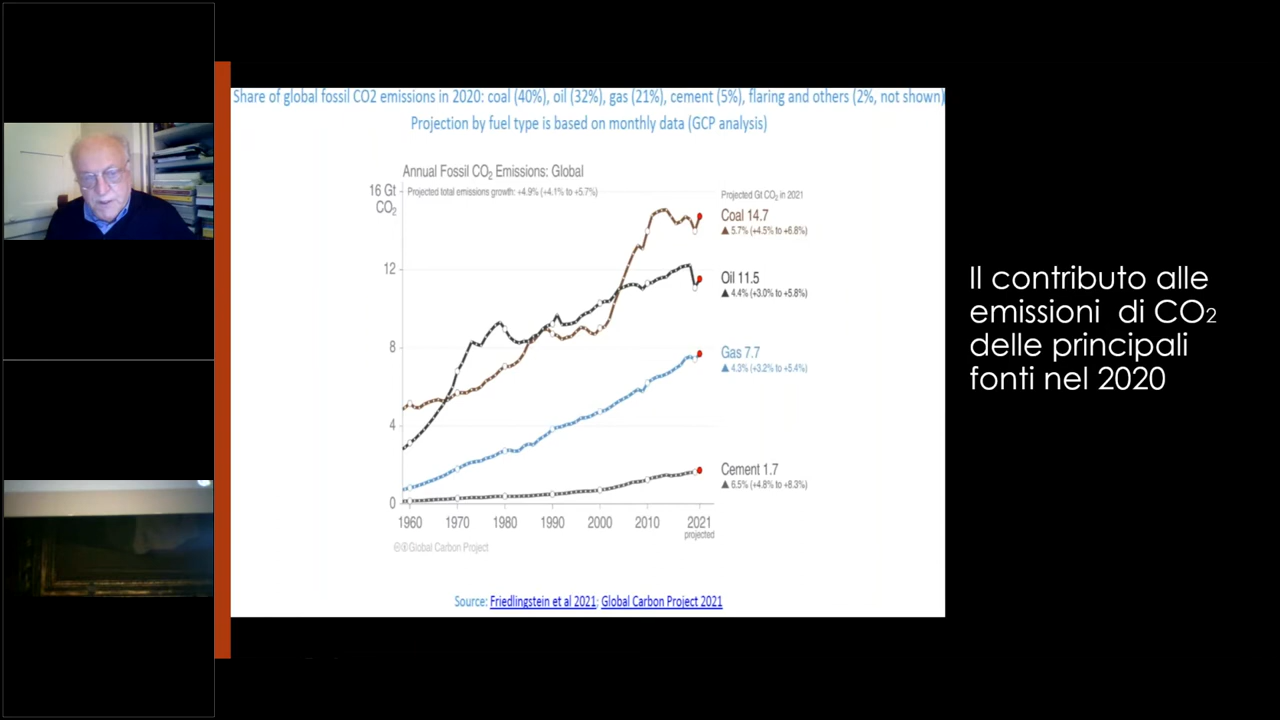 Share of global fossil CO2 emissions in 2020: coal (40%), oil (32%), gas (21%), cement (5%), flaring and others (2%, not shown)
Projection by fuel type is based on monthly data (GCP analysis)
Annual Fossil CO₂ Emissions: Global
16 Gt
CO₂
Projected total emissions growth: +4.9% (+4.1% to +5.7%)
Projected Gt CO₂ in 2021
Coal 14.7
▲ 5.7% (+4.5% to +6.8%)
12
Oil 11.5
▲ 4.4% (+3.0% to +5.8%)
8
Gas 7.7
▲ 4.3% (+3.2% to +5.4%)
4
Cement 1.7
▲ 6.5% (+4.8% to +8.3%)
0
1960 1970 1980 1990 2000 2010 2021
projected
Global Carbon Project
Source: Friedlingstein et al 2021; Global Carbon Project 2021
Il contributo alle
emissioni di CO₂
delle principali
fonti nel 2020